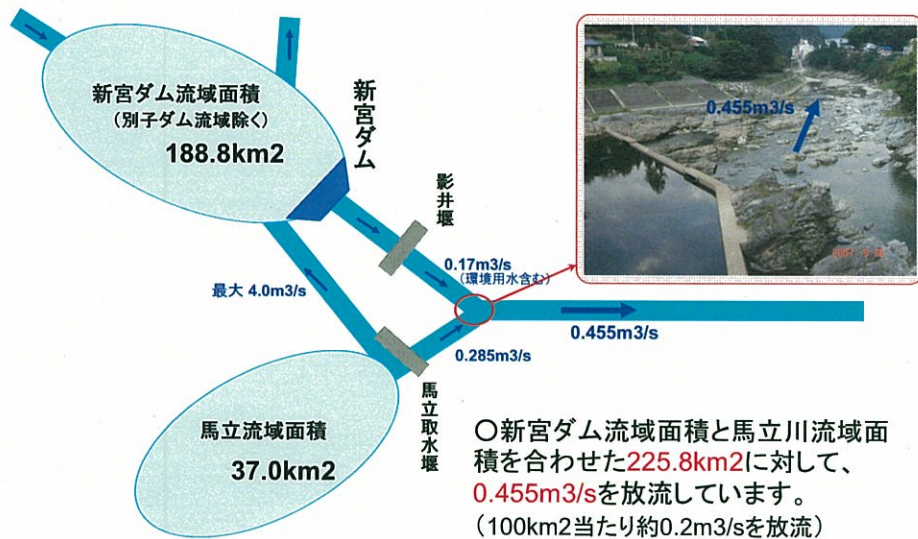 新宮ダム流域面積
(別子ダム流域除く)
188.8km2
新宮ダム
影井堰
0.17m3/s
(環境用水含む)
最大 4.0m3/s
0.285m3/s
馬立取水堰
0.455m3/s
0.455m3/s
馬立流域面積
37.0km2
○新宮ダム流域面積と馬立川流域面
積を合わせた225.8km2に対して、
0.455m3/sを放流しています。
(100km2当たり約0.2m3/sを放流)